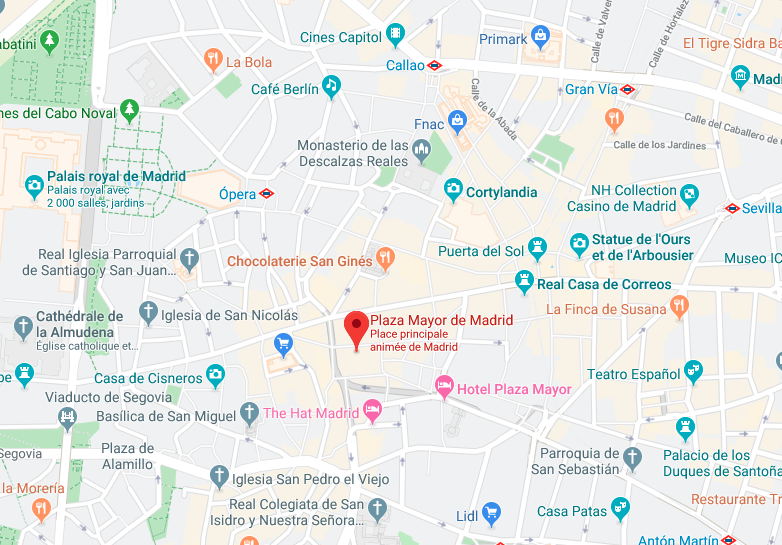 Cines Capitol
Primark
Calle de Valver
Calle de Hortalez
El Tigre Sidra Ba
abatini
La Bola
Callao
Café Berlín
Gran Vía
Mad
nes del Cabo Noval
Fnac
Calle de la Abada
Calle del Caballero de
Calle de los Jardines
Monasterio de las
Descalzas Reales
Palais royal de Madrid
Palais royal avec
2 000 salles, jardins
Ópera
Cortylandia
NH Collection
Casino de Madrid
Sevilla
Real Iglesia Parroquial
de Santiago y San Juan...
Chocolaterie San Ginés
Puerta del Sol
Statue de l'Ours
et de l'Arbousier
Museo IC
Real Casa de Correos
Cathédrale de
la Almudena
Église catholique et...
Iglesia de San Nicolás
Plaza Mayor de Madrid
Place principale
animée de Madrid
La Finca de Susana
be
Casa de Cisneros
Teatro Español
Viaducto de Segovia
Hotel Plaza Mayor
Basílica de San Miguel
The Hat Madrid
Segovia
Plaza de
Alamillo
Parroquia de
San Sebastián
Palacio de los
Duques de Santoña
Iglesia San Pedro el Viejo
la Morería
Real Colegiata de San
Isidro y Nuestra Señora...
Lidl
Casa Patas
Restaurante Tr
Antón Martín